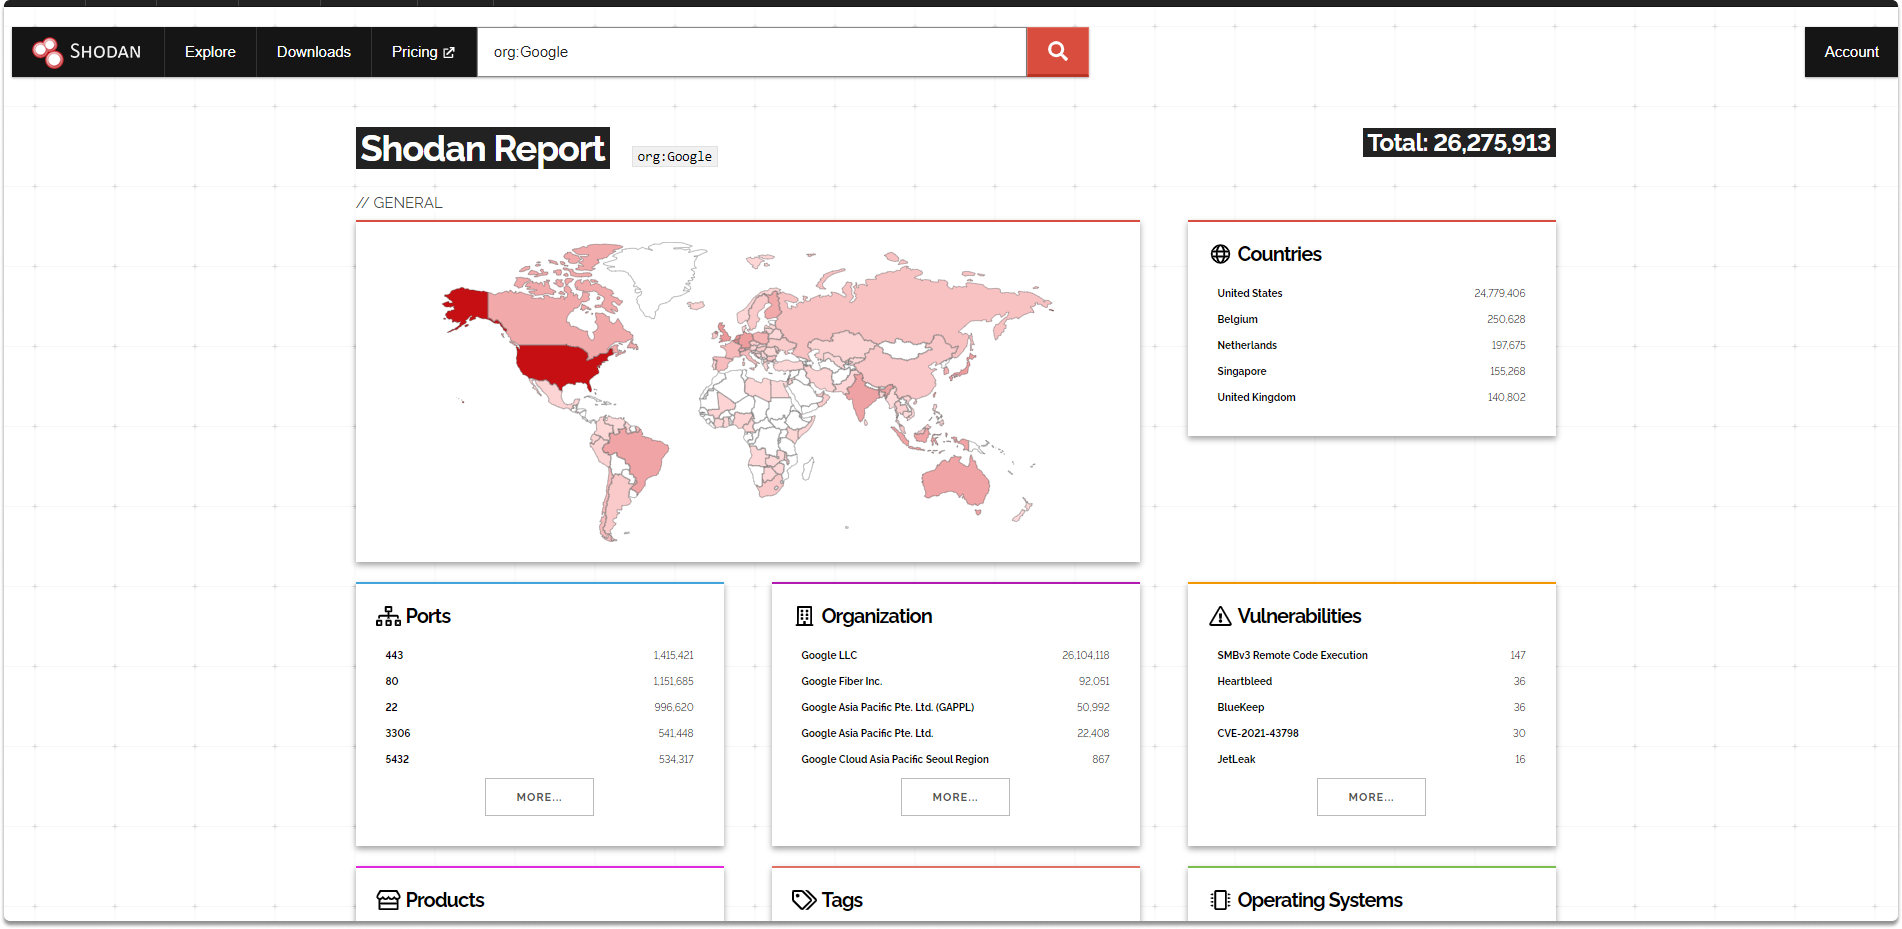 SHODAN Explore Downloads Pricing org:Google Account
Shodan Report org:Google Total: 26,275,913
// GENERAL
Countries
United States 24,779,406
Belgium 250,628
Netherlands 197,675
Singapore 155,268
United Kingdom 140,802
Ports
443 1,415,421
80 1,151,685
22 996,620
3306 541,448
5432 534,317
MORE...
Organization
Google LLC 26,104,118
Google Fiber Inc. 92,051
Google Asia Pacific Pte. Ltd. (GAPPL) 50,992
Google Asia Pacific Pte. Ltd. 22,408
Google Cloud Asia Pacific Seoul Region 867
MORE...
Vulnerabilities
SMBv3 Remote Code Execution 147
Heartbleed 36
BlueKeep 36
CVE-2021-43798 30
JetLeak 16
MORE...
Products
Tags
Operating Systems